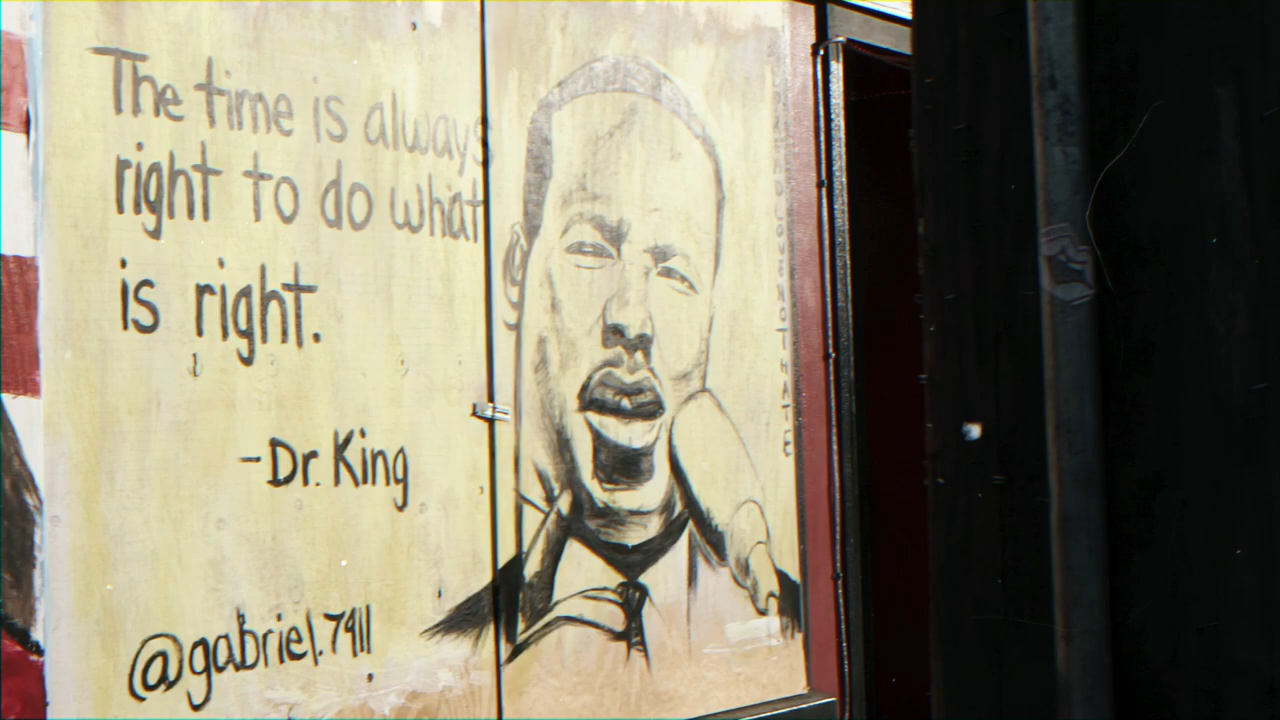 The time is always
right to do what
is right.
-Dr. King
@gabriel.7911